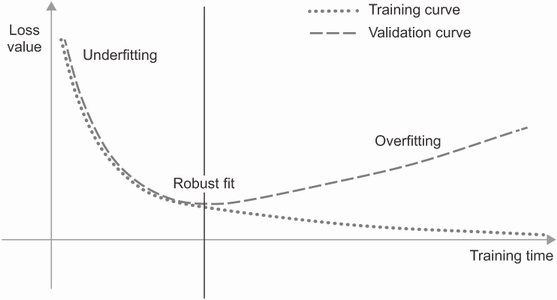 Loss
value
Training curve
Validation curve
Underfitting
Overfitting
Robust fit
Training time